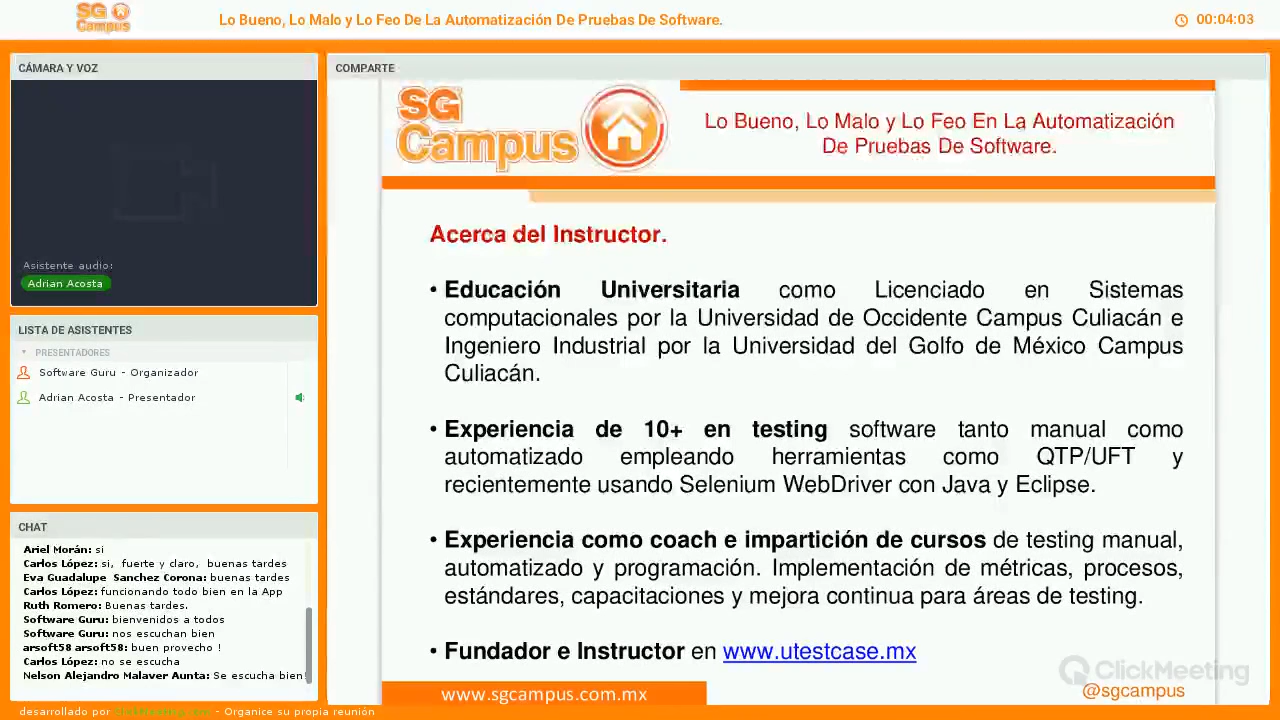 SG Campus
Lo Bueno, Lo Malo y Lo Feo De La Automatización De Pruebas De Software.
00:04:03
CÁMARA Y VOZ
Asistente audio:
Adrian Acosta
LISTA DE ASISTENTES
PRESENTADORES
Software Guru - Organizador
Adrian Acosta - Presentador
CHAT
Ariel Morán: si
Carlos López: si, fuerte y claro, buenas tardes
Eva Guadalupe Sanchez Corona: buenas tardes
Carlos López: funcionando todo bien en la App
Ruth Romero: Buenas tardes.
Software Guru: bienvenidos a todos
Software Guru: nos escuchan bien
arsoft58 arsoft58: buen provecho !
Carlos López: no se escucha
Nelson Alejandro Malaver Aunta: Se escucha bien!
COMPARTE
SG
Campus
Lo Bueno, Lo Malo y Lo Feo En La Automatización
De Pruebas De Software.
Acerca del Instructor.
• Educación Universitaria como Licenciado en Sistemas
computacionales por la Universidad de Occidente Campus Culiacán e
Ingeniero Industrial por la Universidad del Golfo de México Campus
Culiacán.
• Experiencia de 10+ en testing software tanto manual como
automatizado empleando herramientas como QTP/UFT y
recientemente usando Selenium WebDriver con Java y Eclipse.
• Experiencia como coach e impartición de cursos de testing manual,
automatizado y programación. Implementación de métricas, procesos,
estándares, capacitaciones y mejora continua para áreas de testing.
• Fundador e Instructor en www.utestcase.mx
www.sgcampus.com.mx
ClickMeeting
@sgcampus
desarrollado por - Organice su propia reunión